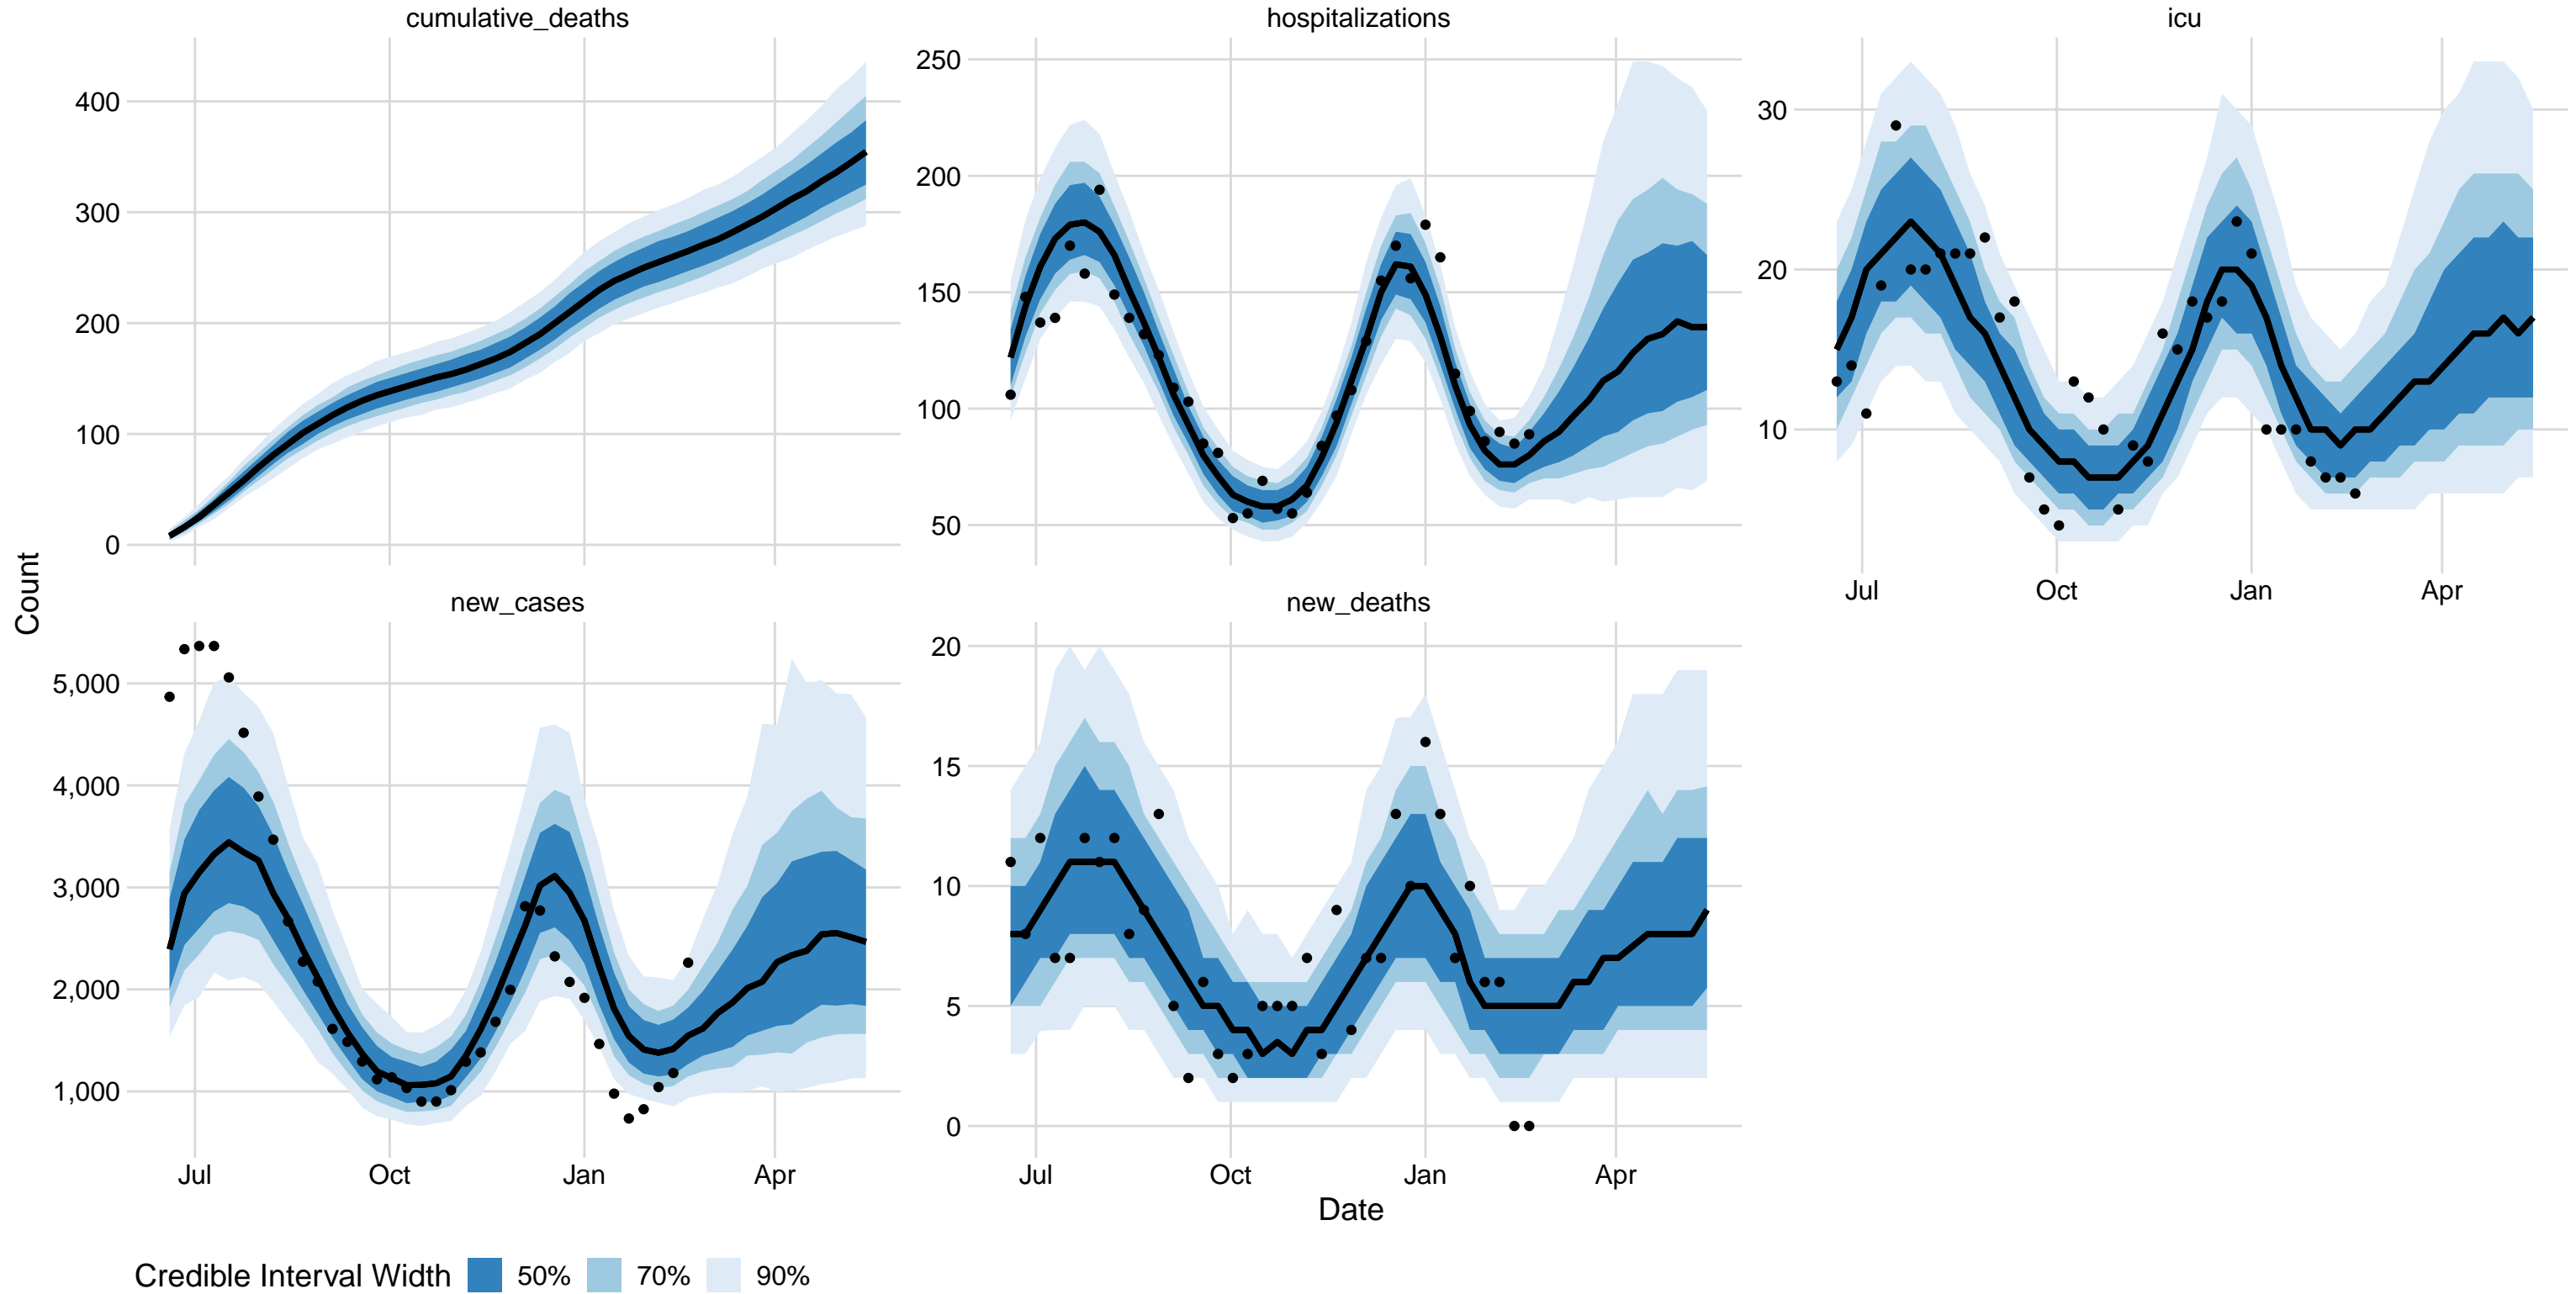 cumulative_deaths
hospitalizations
icu
400
300
200
100
0
250
200
150
100
50
30
20
10
Jul Oct Jan Apr
Count
new_cases
new_deaths
5,000
4,000
3,000
2,000
1,000
20
15
10
5
0
Jul Oct Jan Apr
Jul Oct Jan Apr
Date
Credible Interval Width 50% 70% 90%